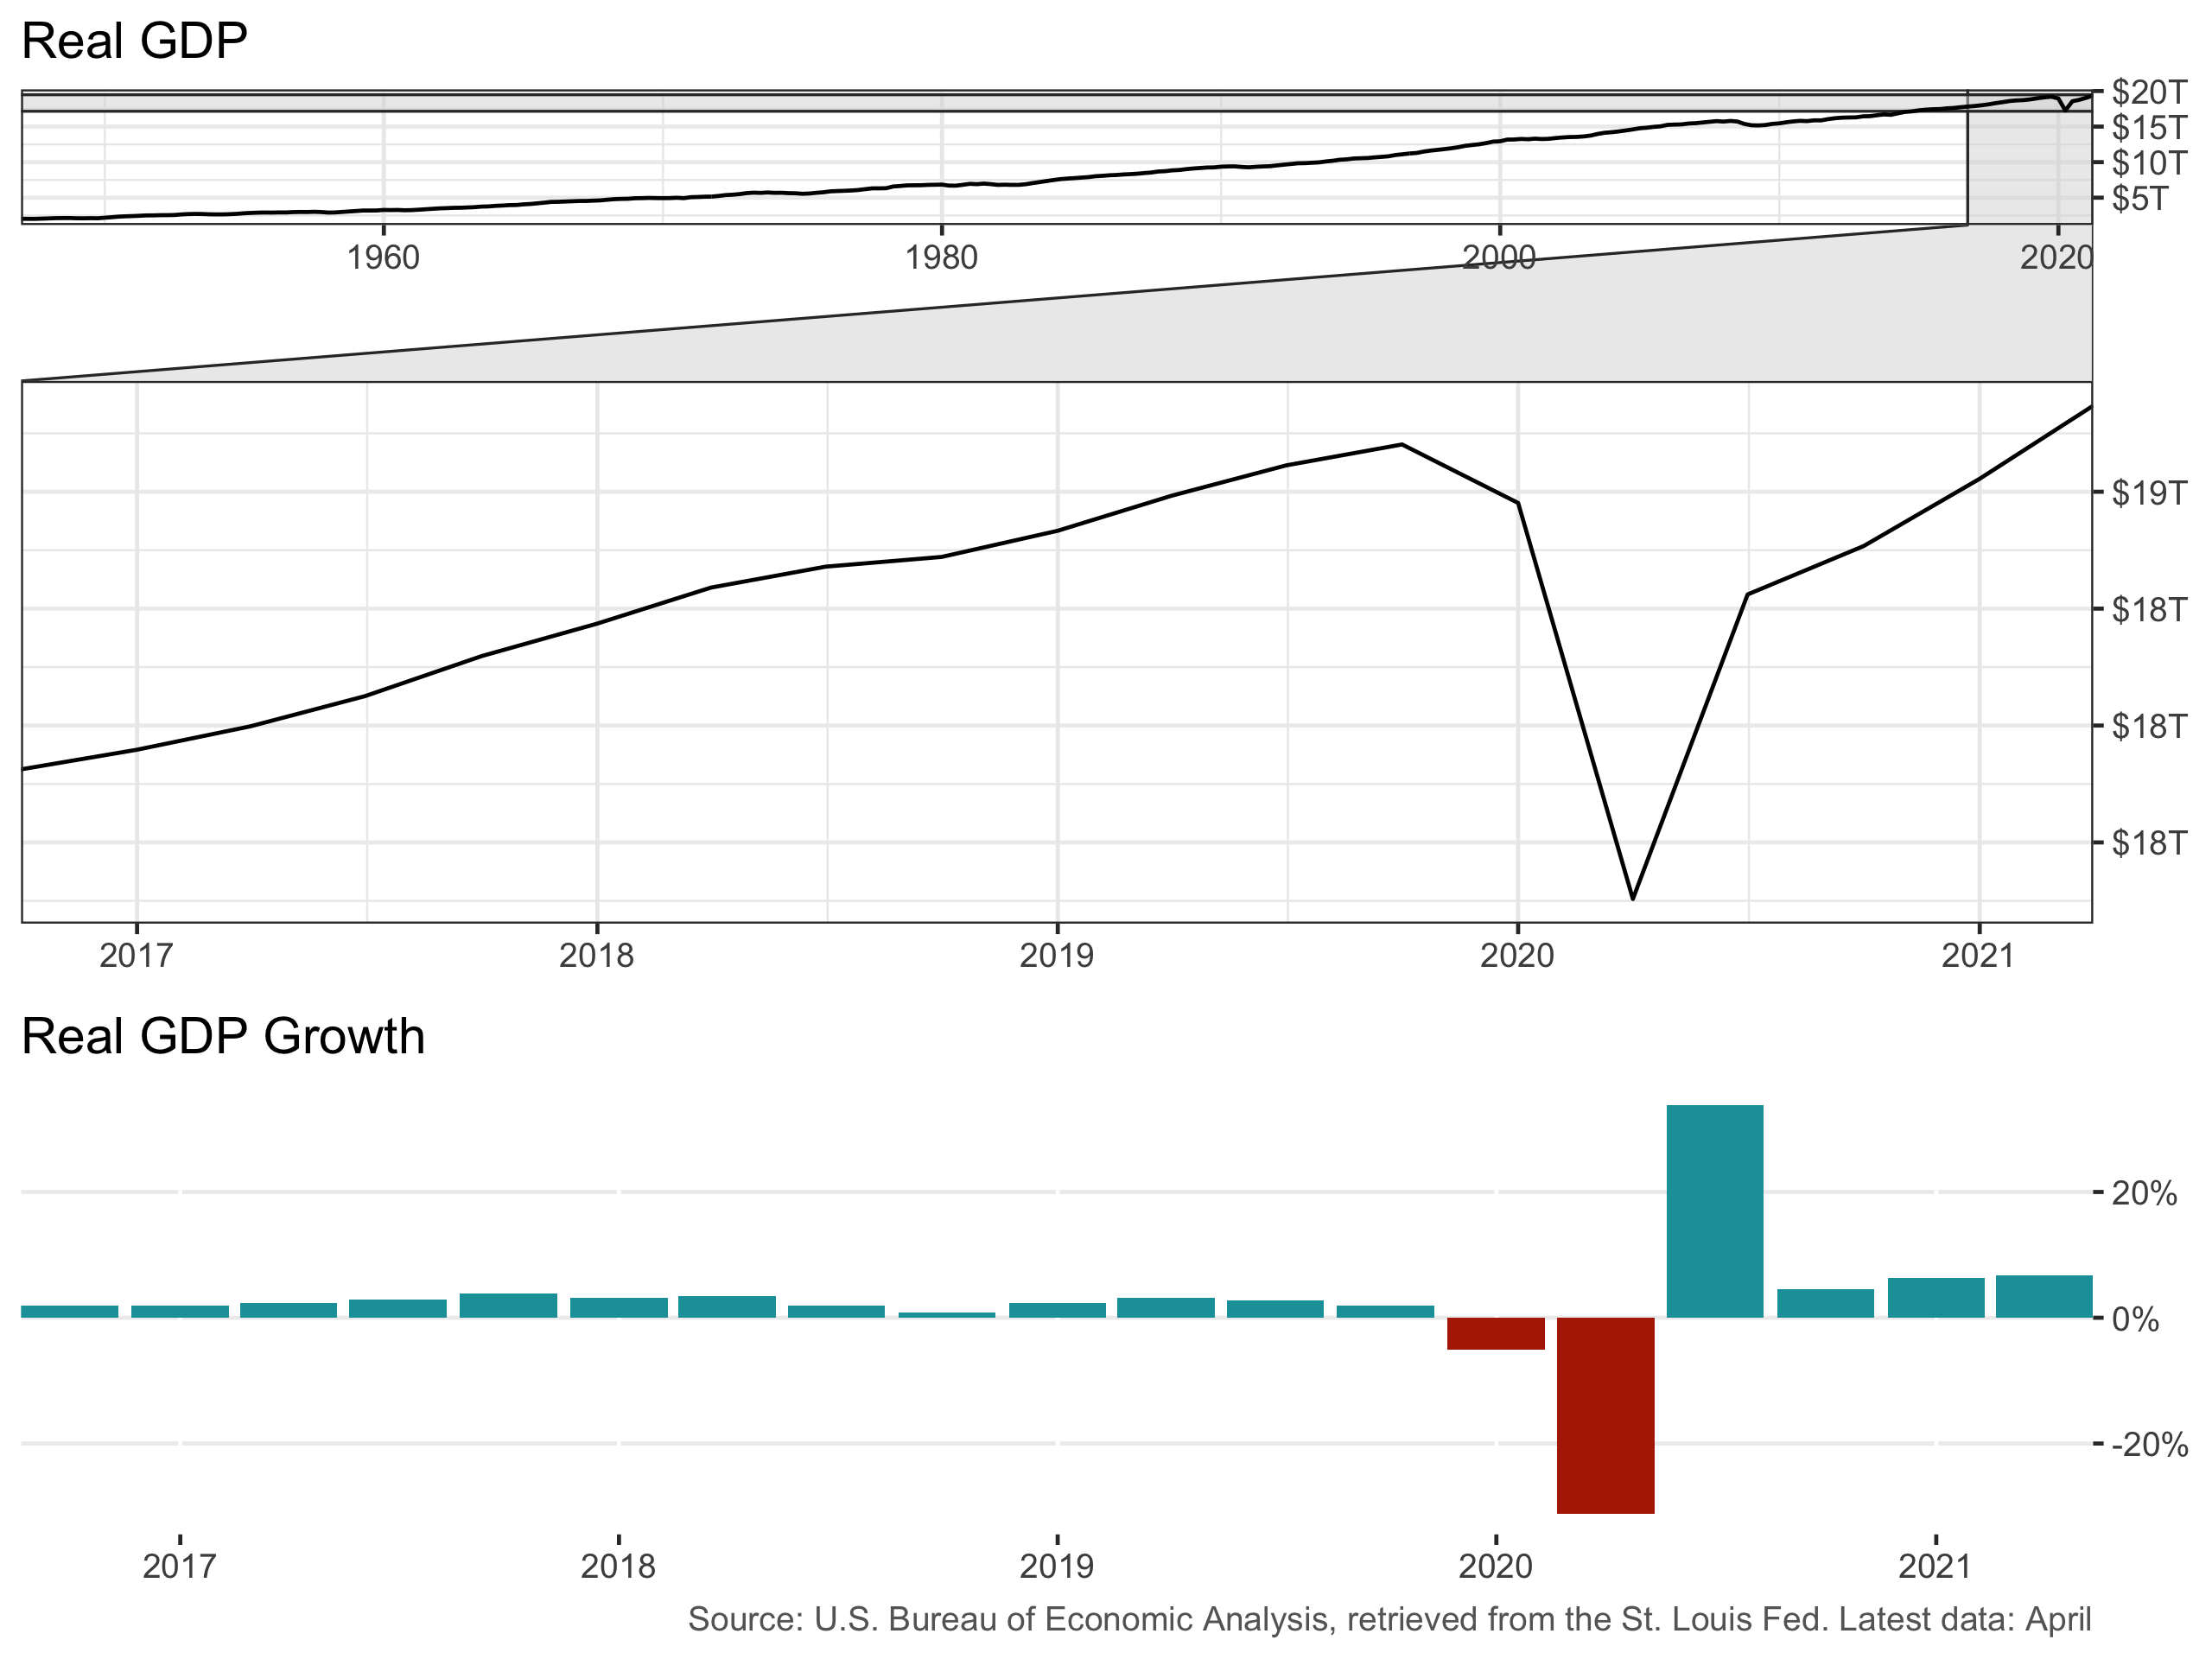 Real GDP
$20T
$15T
$10T
$5T
1960 1980 2000 2020
$19T
$18T
$18T
$18T
2017 2018 2019 2020 2021
Real GDP Growth
20%
0%
-20%
2017 2018 2019 2020 2021
Source: U.S. Bureau of Economic Analysis, retrieved from the St. Louis Fed. Latest data: April